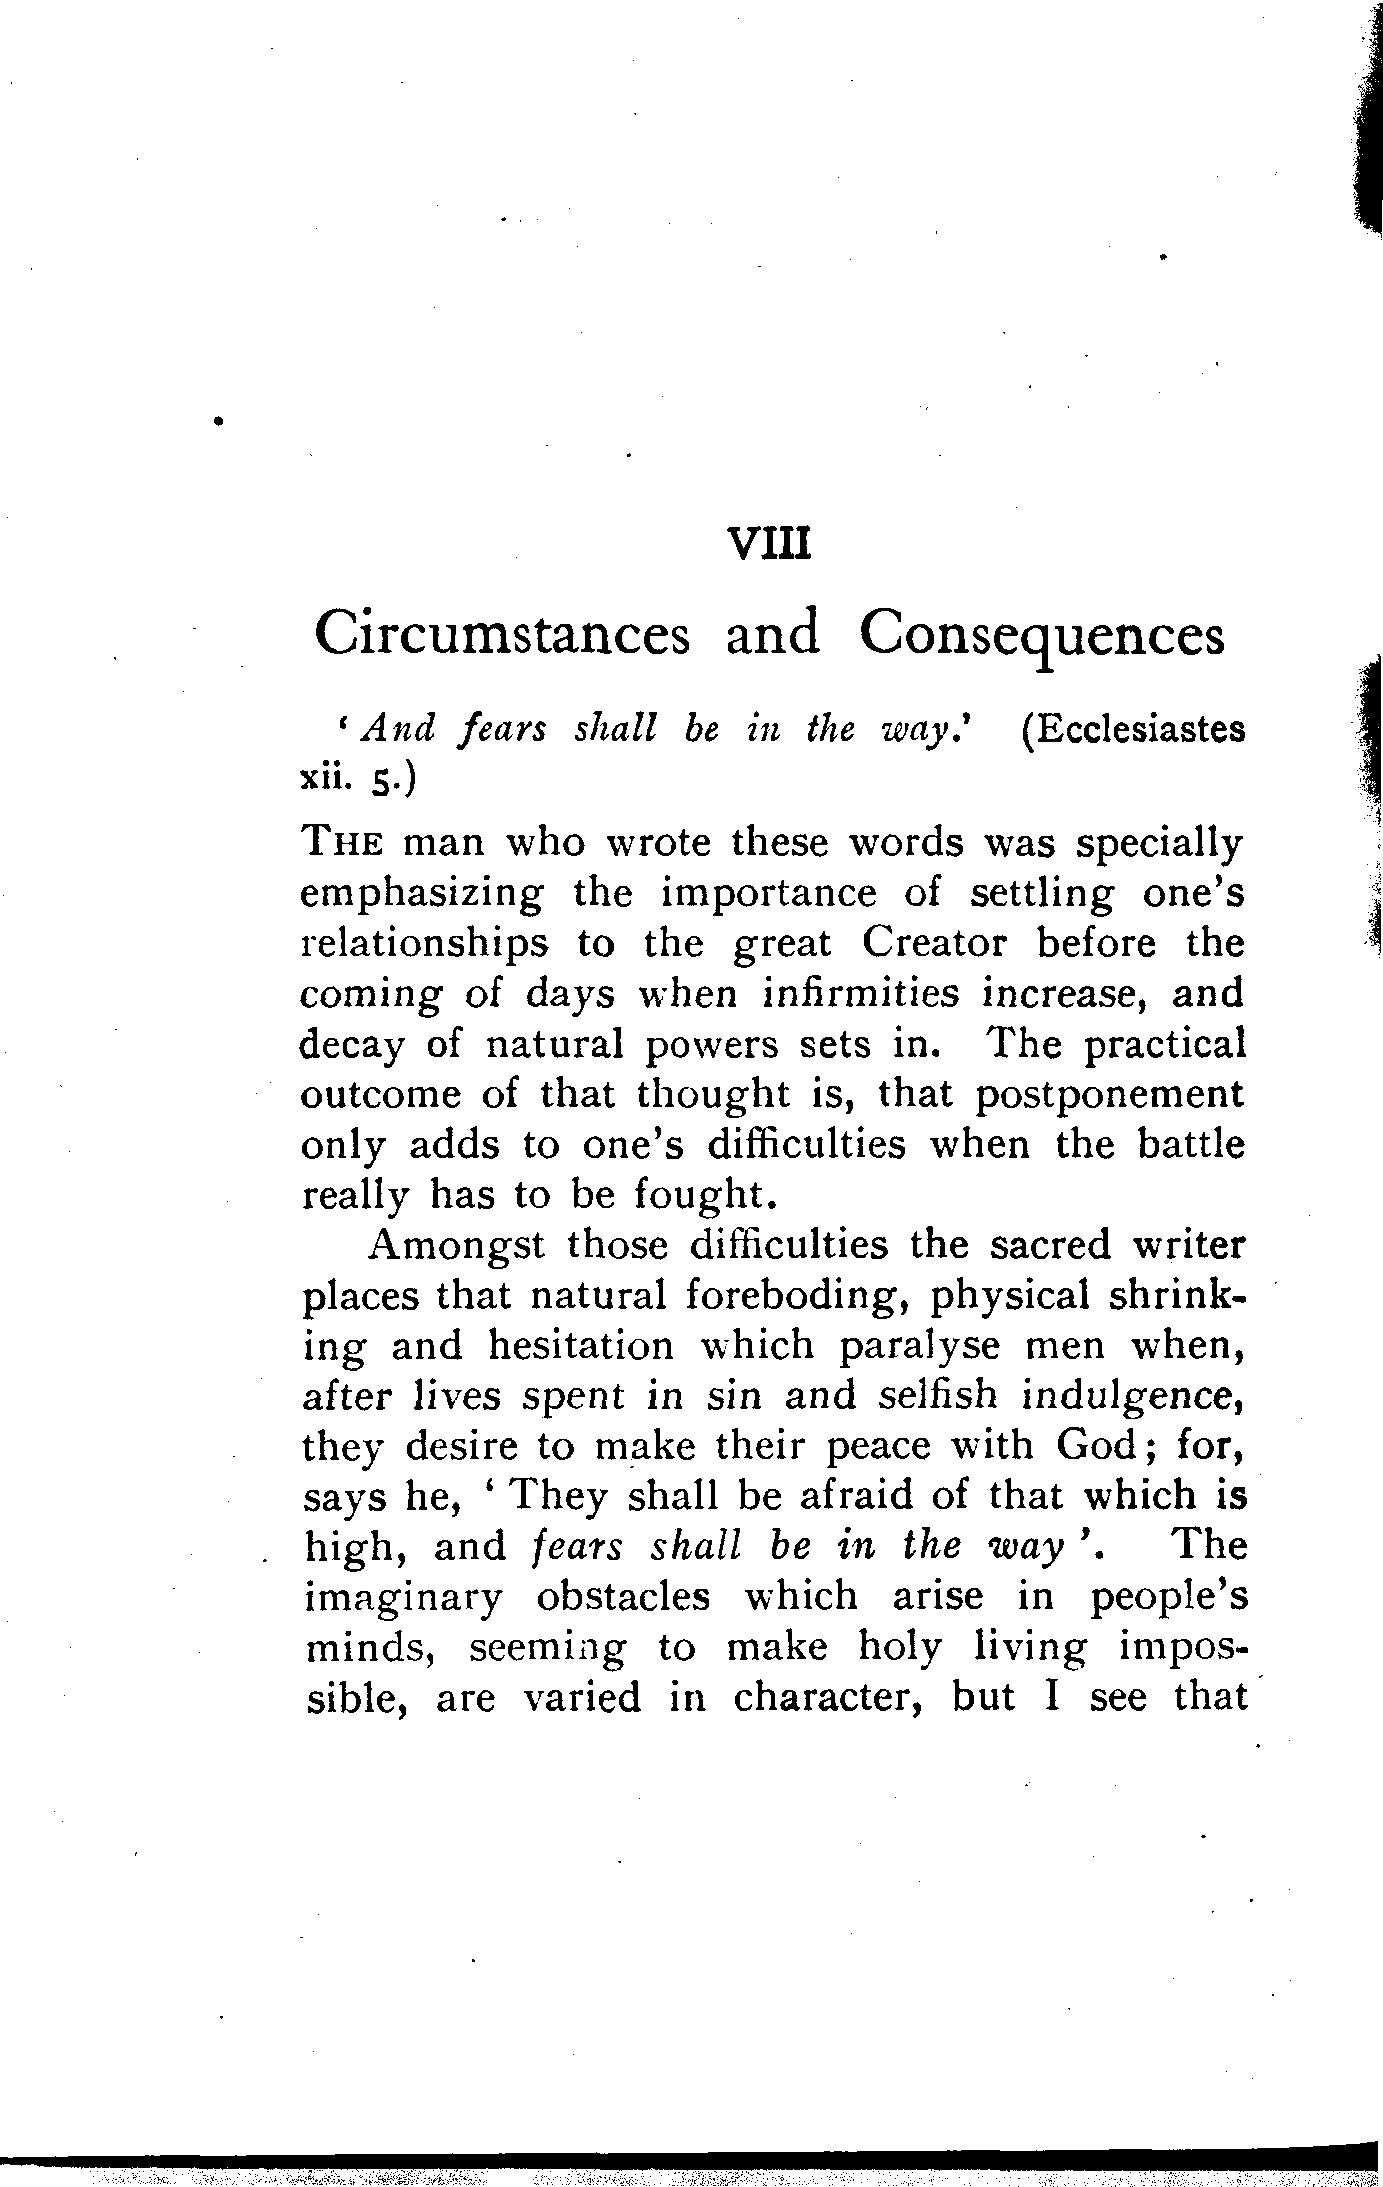 VIII
Circumstances and Consequences
‘ And fears shall be in the way.’ (Ecclesiastes
xii. 5.)
THE man who wrote these words was specially
emphasizing the importance of settling one’s
relationships to the great Creator before the
coming of days when infirmities increase, and
decay of natural powers sets in. The practical
outcome of that thought is, that postponement
only adds to one’s difficulties when the battle
really has to be fought.
Amongst those difficulties the sacred writer
places that natural foreboding, physical shrink-
ing and hesitation which paralyse men when,
after lives spent in sin and selfish indulgence,
they desire to make their peace with God; for,
says he, ‘ They shall be afraid of that which is
high, and fears shall be in the way ’. The
imaginary obstacles which arise in people’s
minds, seeming to make holy living impos-
sible, are varied in character, but I see that